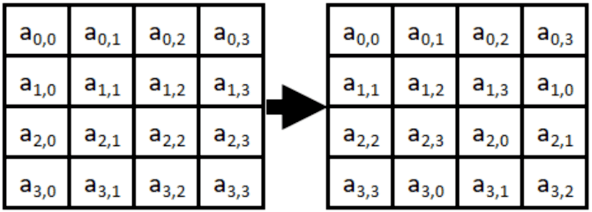 a0,0 a0,1 a0,2 a0,3 a0,0 a0,1 a0,2 a0,3
a1,0 a1,1 a1,2 a1,3 a1,1 a1,2 a1,3 a1,0
a2,0 a2,1 a2,2 a2,3 a2,2 a2,3 a2,0 a2,1
a3,0 a3,1 a3,2 a3,3 a3,3 a3,0 a3,1 a3,2